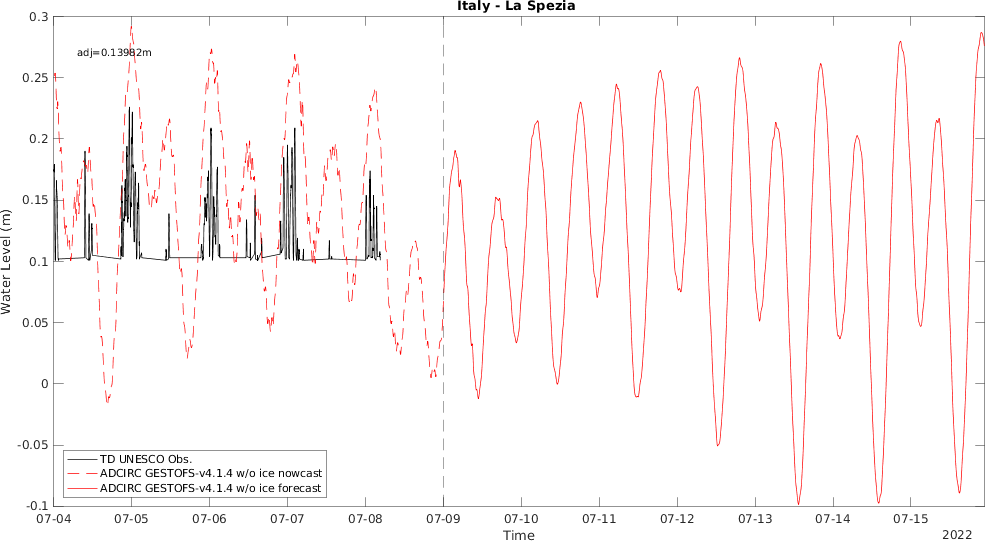 Italy - La Spezia
adj=0.13982m
Water Level (m)
0.3
0.25
0.2
0.15
0.1
0.05
0
-0.05
-0.1
TD UNESCO Obs.
ADCIRC GESTOFS-v4.1.4 w/o ice nowcast
ADCIRC GESTOFS-v4.1.4 w/o ice forecast
07-04 07-05 07-06 07-07 07-08 07-09 07-10 07-11 07-12 07-13 07-14 07-15
Time
2022